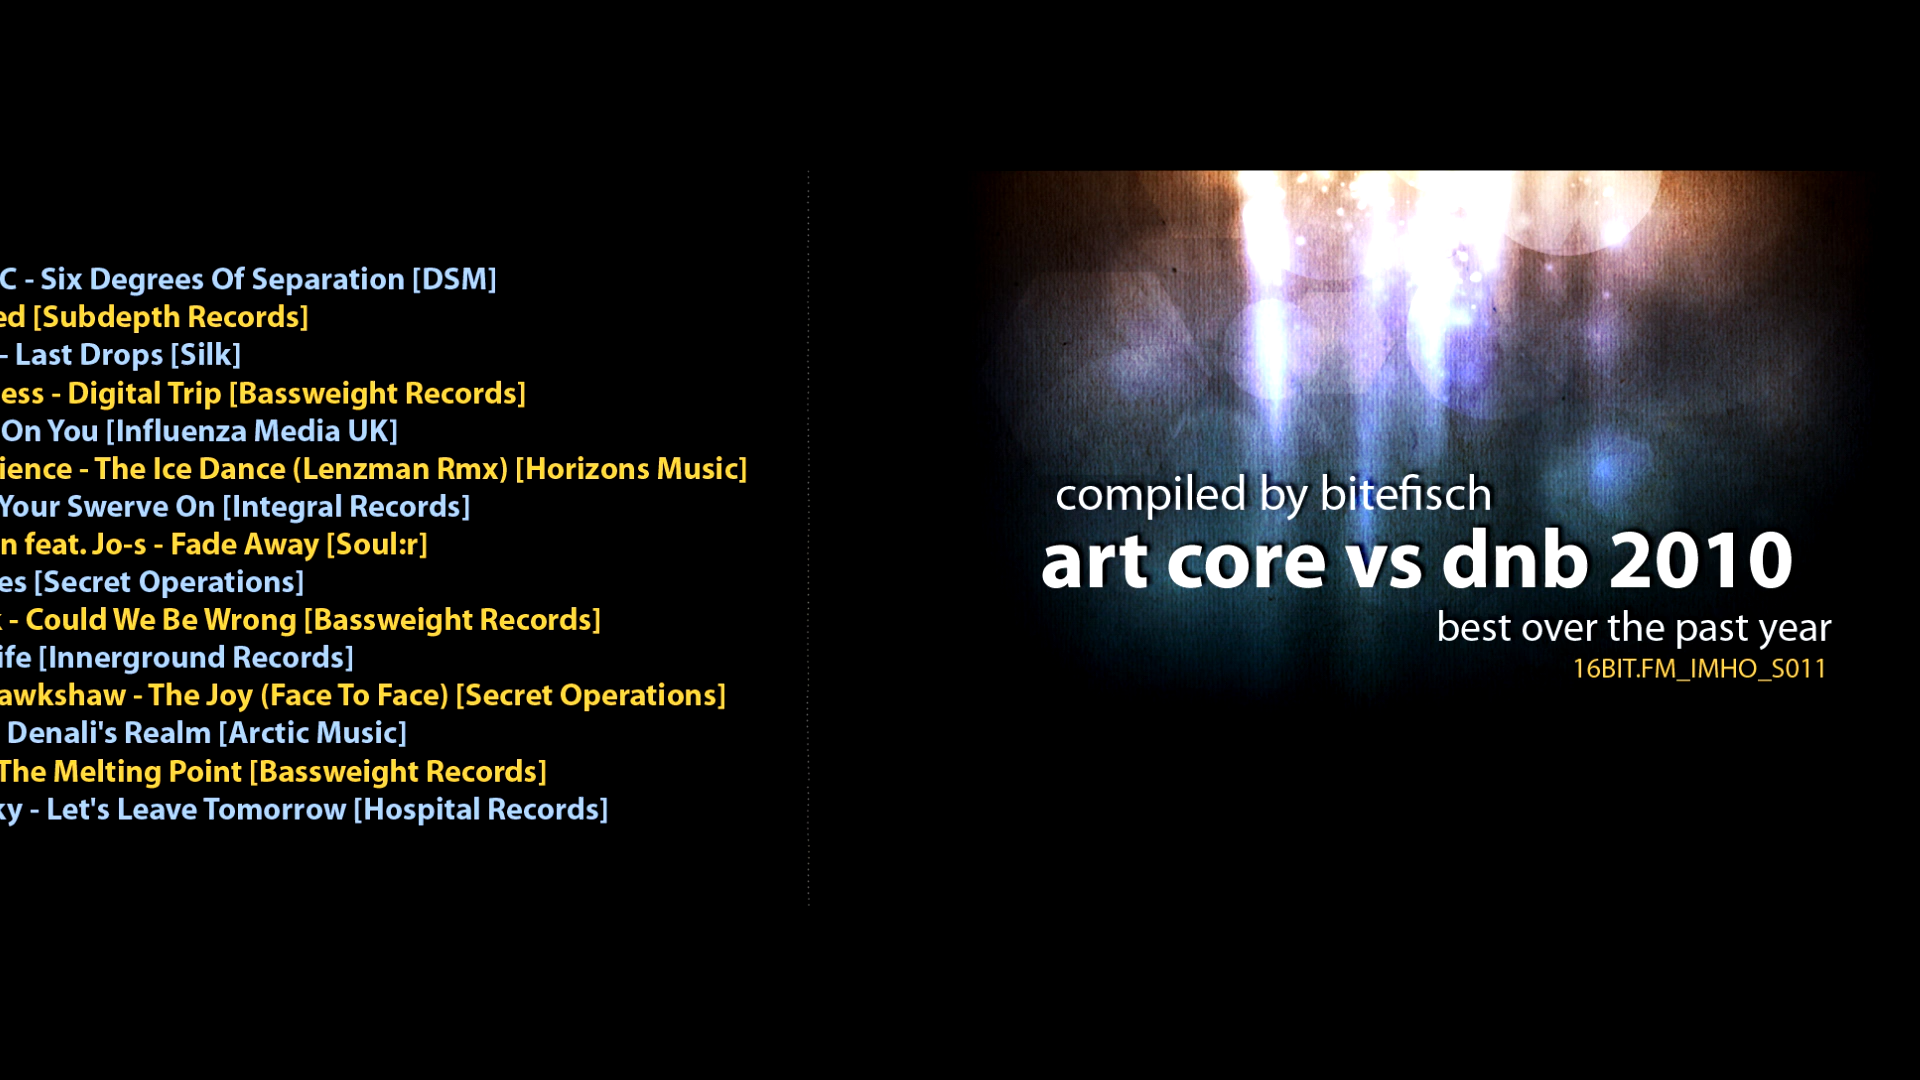 C - Six Degrees Of Separation [DSM]
ed [Subdepth Records]
- Last Drops [Silk]
ess - Digital Trip [Bassweight Records]
On You [Influenza Media UK]
ience - The Ice Dance (Lenzman Rmx) [Horizons Music]
Your Swerve On [Integral Records]
n feat. Jo-s - Fade Away [Soul:r]
es [Secret Operations]
- Could We Be Wrong [Bassweight Records]
ife [Innerground Records]
awkshaw - The Joy (Face To Face) [Secret Operations]
Denali's Realm [Arctic Music]
The Melting Point [Bassweight Records]
ky - Let's Leave Tomorrow [Hospital Records]
compiled by bitefisch
art core vs dnb 2010
best over the past year
16BIT.FM_IMHO_S011